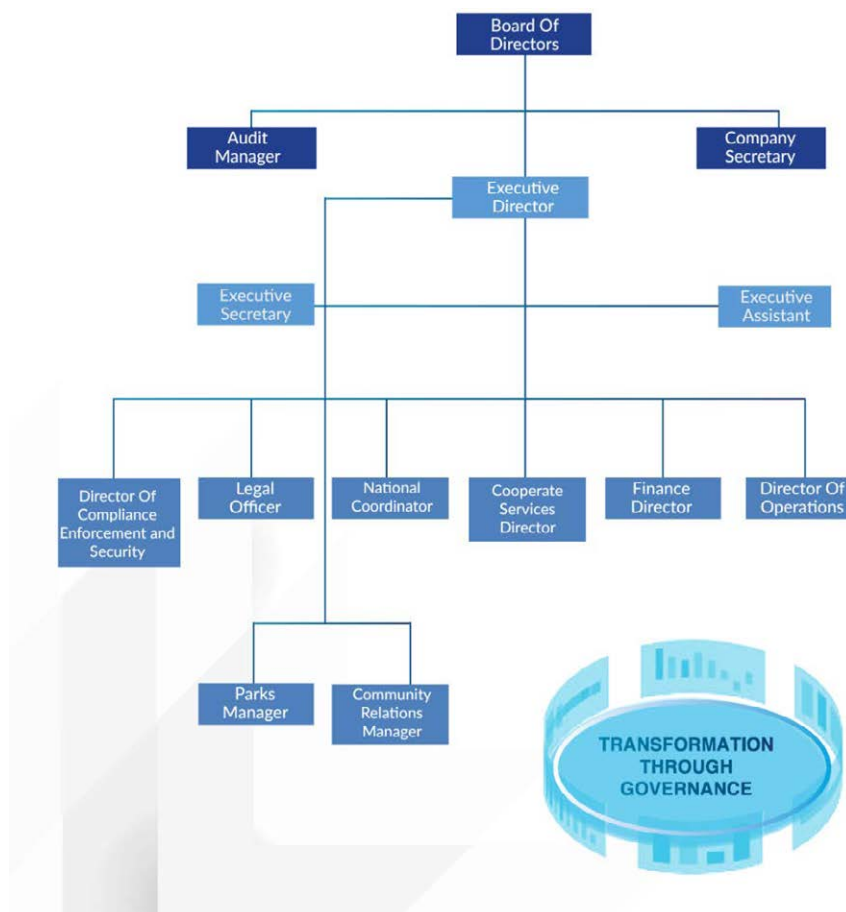 Board Of
Directors
Audit
Manager
Company
Secretary
Executive
Director
Executive
Secretary
Executive
Assistant
Director Of
Compliance
Enforcement and
Security
Legal
Officer
National
Coordinator
Cooperate
Services
Director
Finance
Director
Director Of
Operations
Parks
Manager
Community
Relations
Manager
TRANSFORMATION
THROUGH
GOVERNANCE